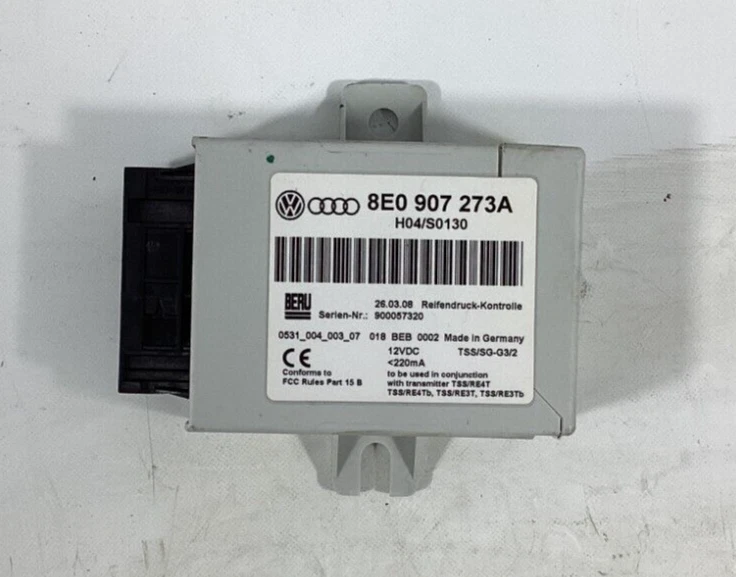 8E0 907 273A
H04/S0130
BERU
26.03.08 Reifendruck-Kontrolle
Serien-Nr.: 900057320
0531_004_003_07 018 BEB 0002 Made in Germany
CE 12VDC TSS/SG-G3/2
<220mA
Conforms to
FCC Rules Part 15 B
to be used in conjunction
with transmitter TSS/RE4T
TSS/RE4Tb, TSS/RE3T, TSS/RE3Tb